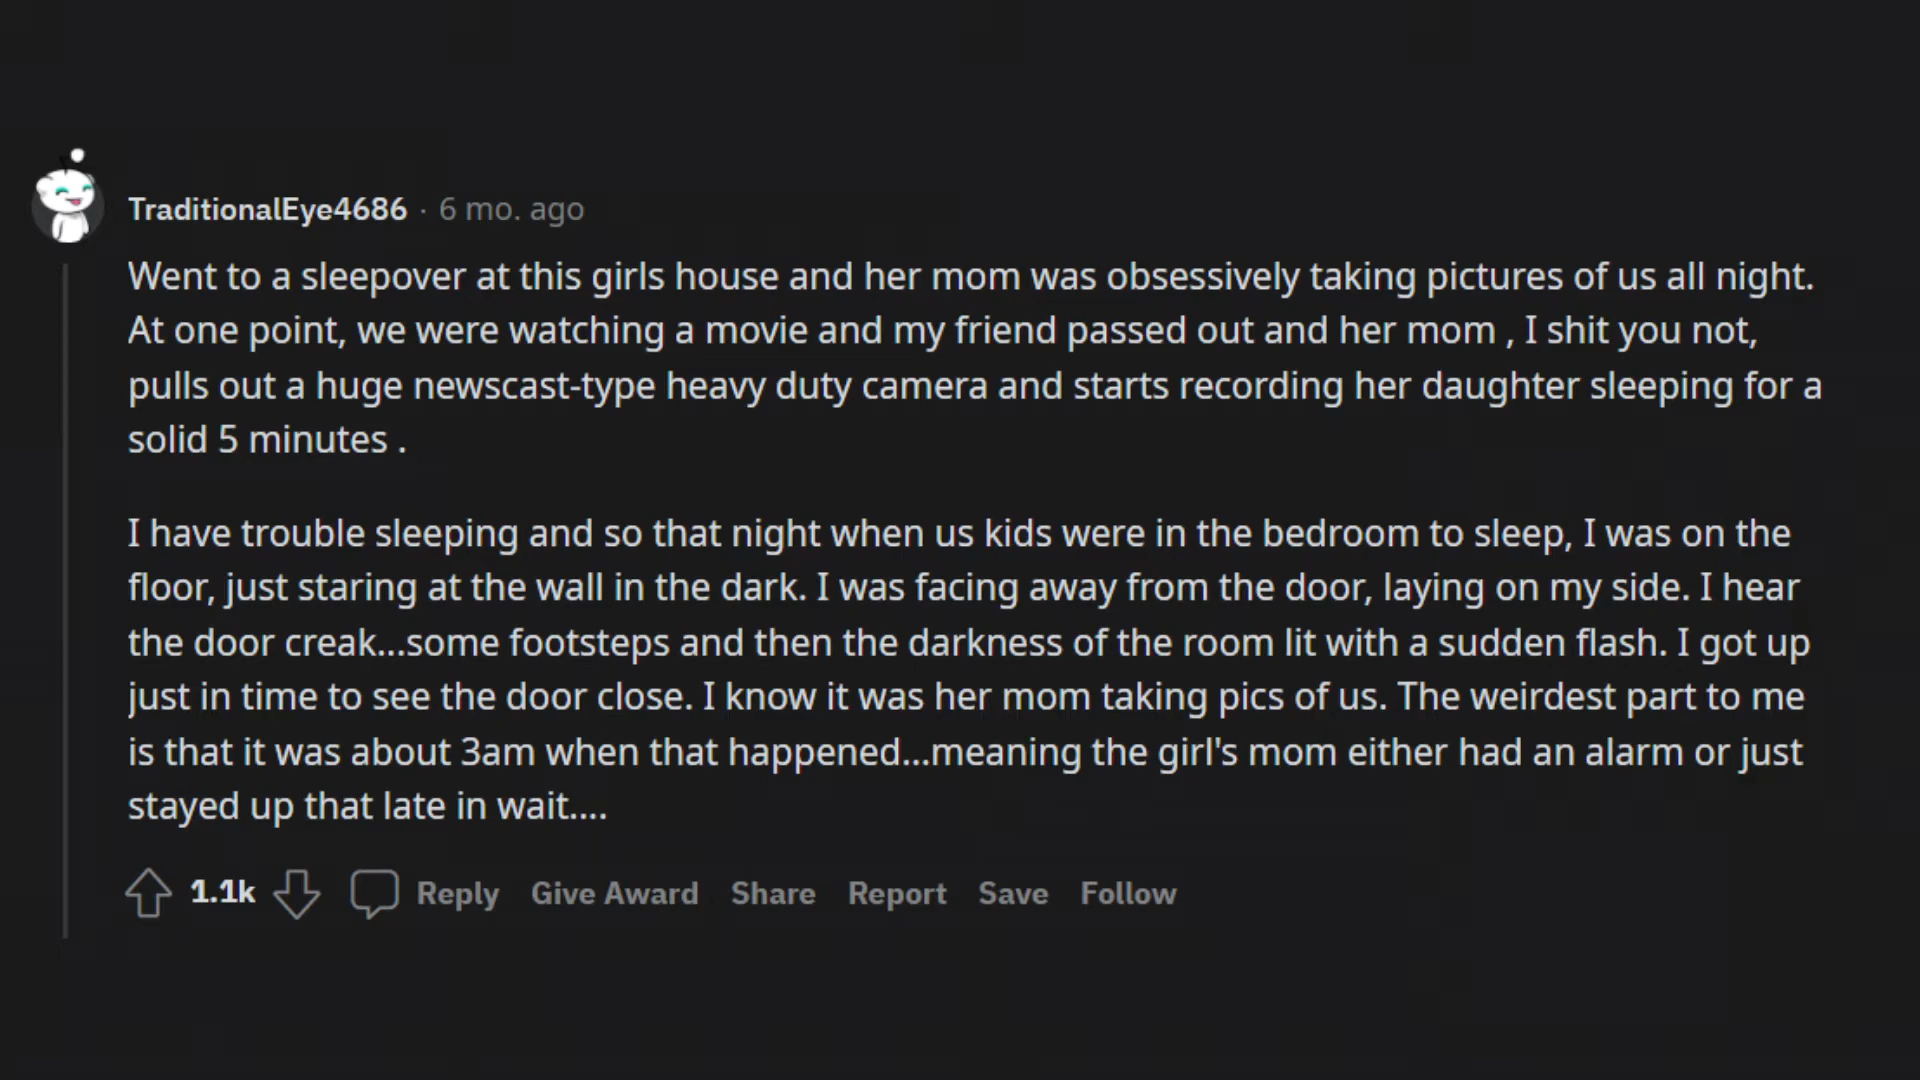 TraditionalEye4686 · 6 mo. ago
Went to a sleepover at this girls house and her mom was obsessively taking pictures of us all night.
At one point, we were watching a movie and my friend passed out and her mom , I shit you not,
pulls out a huge newscast-type heavy duty camera and starts recording her daughter sleeping for a
solid 5 minutes .
I have trouble sleeping and so that night when us kids were in the bedroom to sleep, I was on the
floor, just staring at the wall in the dark. I was facing away from the door, laying on my side. I hear
the door creak...some footsteps and then the darkness of the room lit with a sudden flash. I got up
just in time to see the door close. I know it was her mom taking pics of us. The weirdest part to me
is that it was about 3am when that happened...meaning the girl's mom either had an alarm or just
stayed up that late in wait....
1.1k Reply Give Award Share Report Save Follow